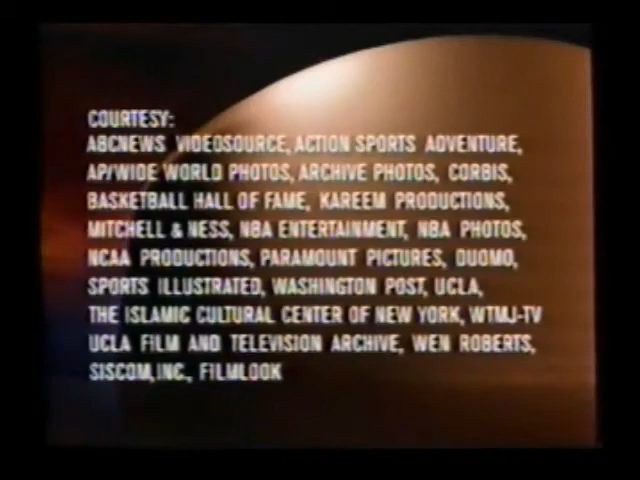 COURTESY:
ABCNEWS VIDEOSOURCE, ACTION SPORTS ADVENTURE,
AP/WIDE WORLD PHOTOS, ARCHIVE PHOTOS, CORBIS,
BASKETBALL HALL OF FAME, KAREEM PRODUCTIONS,
MITCHELL & NESS, NBA ENTERTAINMENT, NBA PHOTOS,
NCAA PRODUCTIONS, PARAMOUNT PICTURES, DUOMO,
SPORTS ILLUSTRATED, WASHINGTON POST, UCLA,
THE ISLAMIC CULTURAL CENTER OF NEW YORK, WTMJ-TV
UCLA FILM AND TELEVISION ARCHIVE, WEN ROBERTS,
SISCOM,INC., FILMLOOK